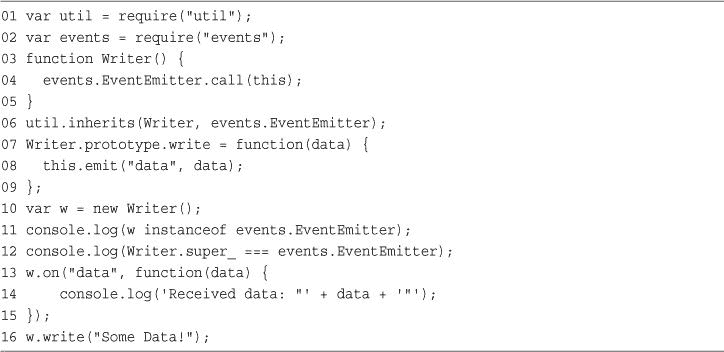 01 var util = require("util");
02 var events = require("events");
03 function Writer() {
04   events.EventEmitter.call(this);
05 }
06 util.inherits(Writer, events.EventEmitter);
07 Writer.prototype.write = function(data) {
08   this.emit("data", data);
09 };
10 var w = new Writer();
11 console.log(w instanceof events.EventEmitter);
12 console.log(Writer.super_ === events.EventEmitter);
13 w.on("data", function(data) {
14     console.log('Received data: "' + data + '"');
15 });
16 w.write("Some Data!");